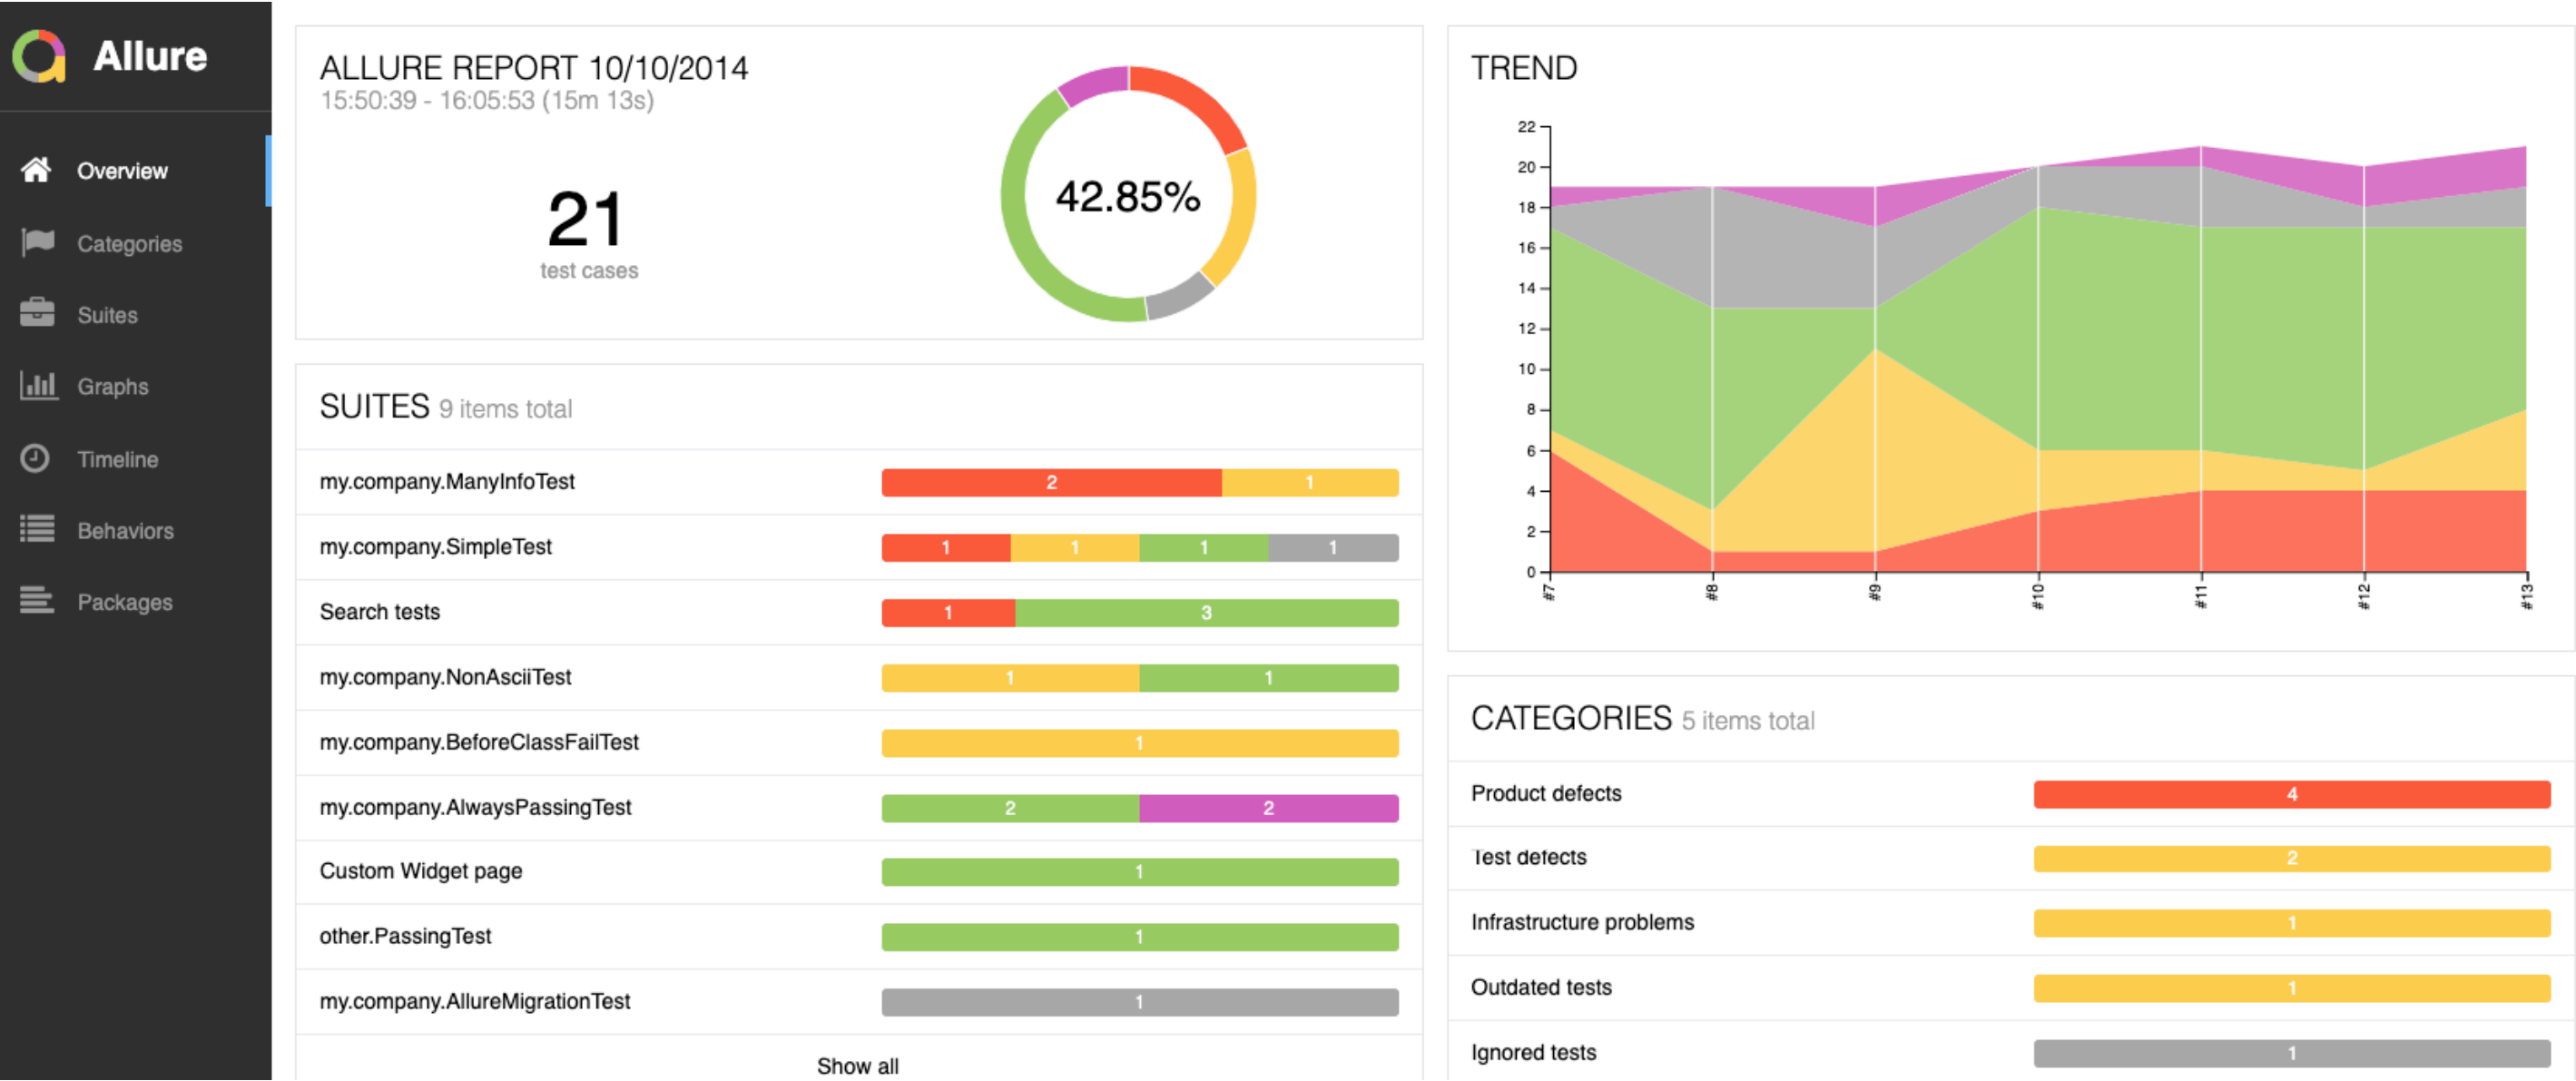 Allure
Overview
Categories
Suites
Graphs
Timeline
Behaviors
Packages
ALLURE REPORT 10/10/2014
15:50:39 - 16:05:53 (15m 13s)
21
test cases
42.85%
SUITES 9 items total
my.company.ManyInfoTest 2 1
my.company.SimpleTest 1 1 1 1
Search tests 1 3
my.company.NonAsciiTest 1 1
my.company.BeforeClassFailTest 1
my.company.AlwaysPassingTest 2 2
Custom Widget page 1
other.PassingTest 1
my.company.AllureMigrationTest 1
Show all
TREND
22
20
18
16
14
12
10
8
6
4
2
0
#7 #8 #9 #10 #11 #12 #13
CATEGORIES 5 items total
Product defects 4
Test defects 2
Infrastructure problems 1
Outdated tests 1
Ignored tests 1